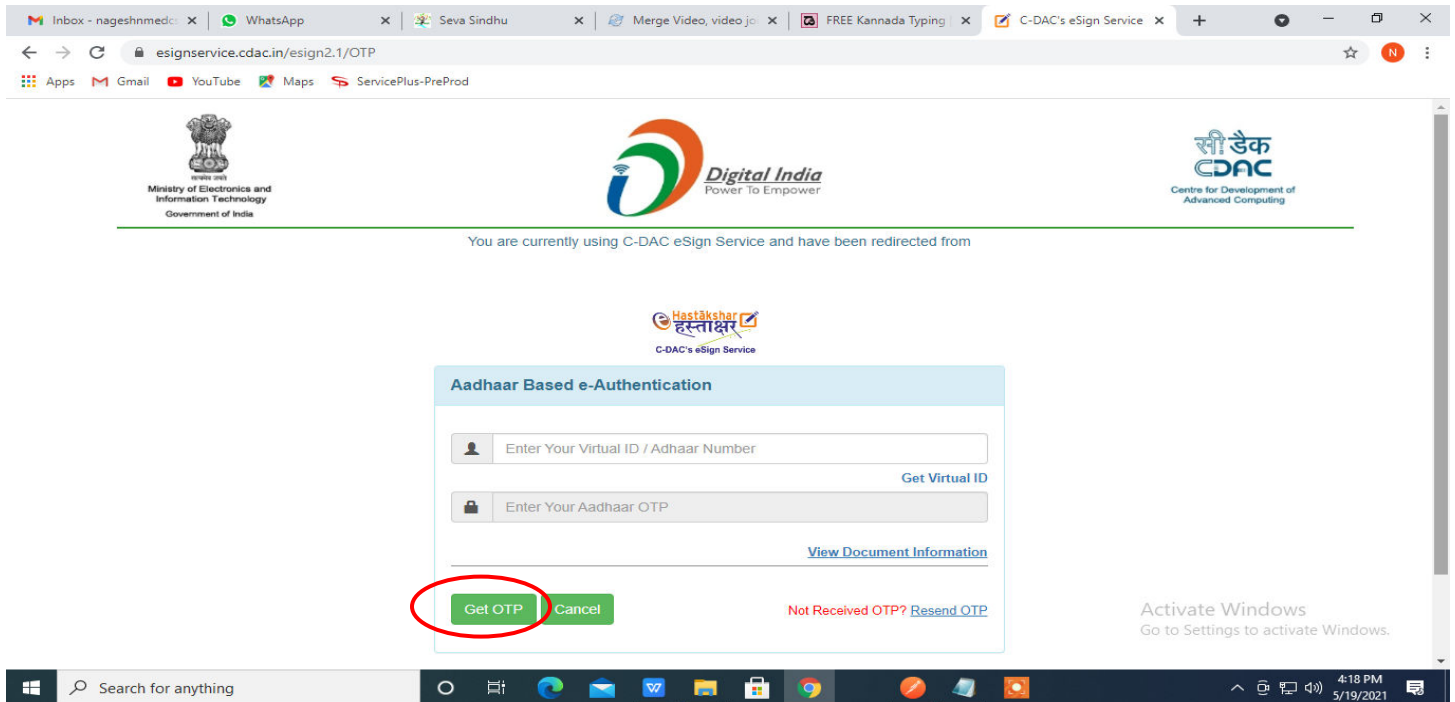 Inbox - nageshnmedc
WhatsApp
Seva Sindhu
Merge Video, video jo
FREE Kannada Typing
C-DAC's eSign Service
esignservice.cdac.in/esign2.1/OTP
N
Apps
Gmail
YouTube
Maps
ServicePlus-PreProd
Ministry of Electronics and
Information Technology
Government of India
Digital India
Power To Empower
सी डैक
CDAC
Centre for Development of
Advanced Computing
You are currently using C-DAC eSign Service and have been redirected from
Hastākshar
हस्ताक्षर
C-DAC's eSign Service
Aadhaar Based e-Authentication
Enter Your Virtual ID / Adhaar Number
Get Virtual ID
Enter Your Aadhaar OTP
View Document Information
Get OTP
Cancel
Not Received OTP? Resend OTP
Activate Windows
Go to Settings to activate Windows.
Search for anything
4:18 PM
5/19/2021